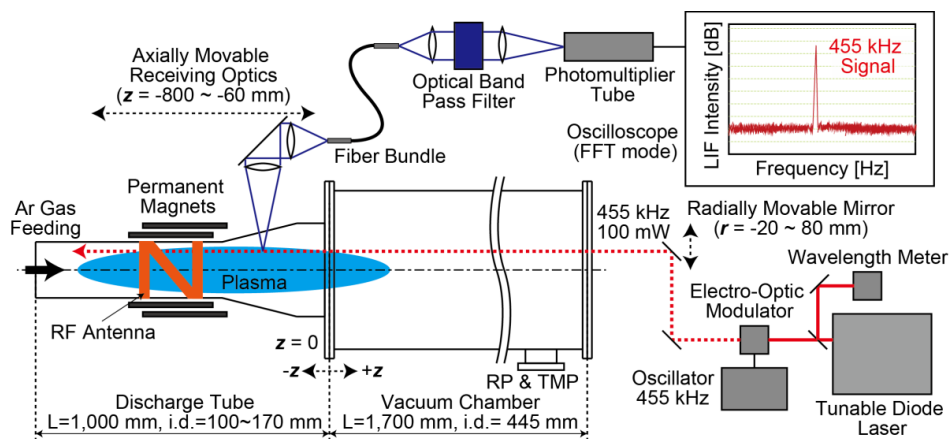 Axially Movable
Receiving Optics
(z = -800 ~ -60 mm)
Optical Band
Pass Filter
Photomultiplier
Tube
LIF Intensity [dB]
455 kHz
Signal
Frequency [Hz]
Oscilloscope
(FFT mode)
Fiber Bundle
Permanent
Magnets
Ar Gas
Feeding
455 kHz
100 mW
Radially Movable Mirror
(r = -20 ~ 80 mm)
Wavelength Meter
Plasma
RF Antenna
Electro-Optic
Modulator
z = 0
-z
+z
RP & TMP
Oscillator
455 kHz
Tunable Diode
Laser
Discharge Tube
L=1,000 mm, i.d.=100~170 mm
Vacuum Chamber
L=1,700 mm, i.d.= 445 mm